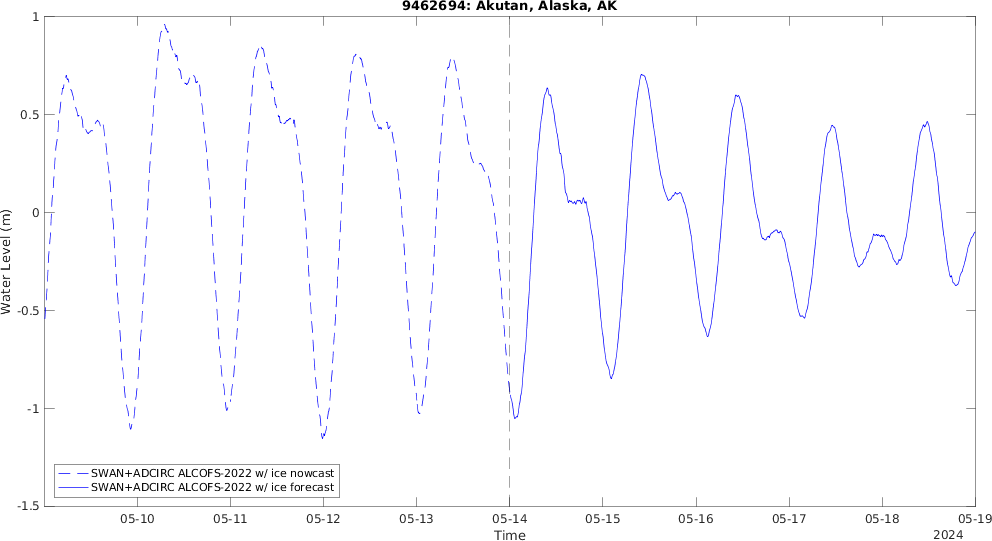 9462694: Akutan, Alaska, AK
Water Level (m)
1
0.5
0
-0.5
-1
-1.5
SWAN+ADCIRC ALCOFS-2022 w/ ice nowcast
SWAN+ADCIRC ALCOFS-2022 w/ ice forecast
05-10 05-11 05-12 05-13 05-14 05-15 05-16 05-17 05-18 05-19
Time
2024